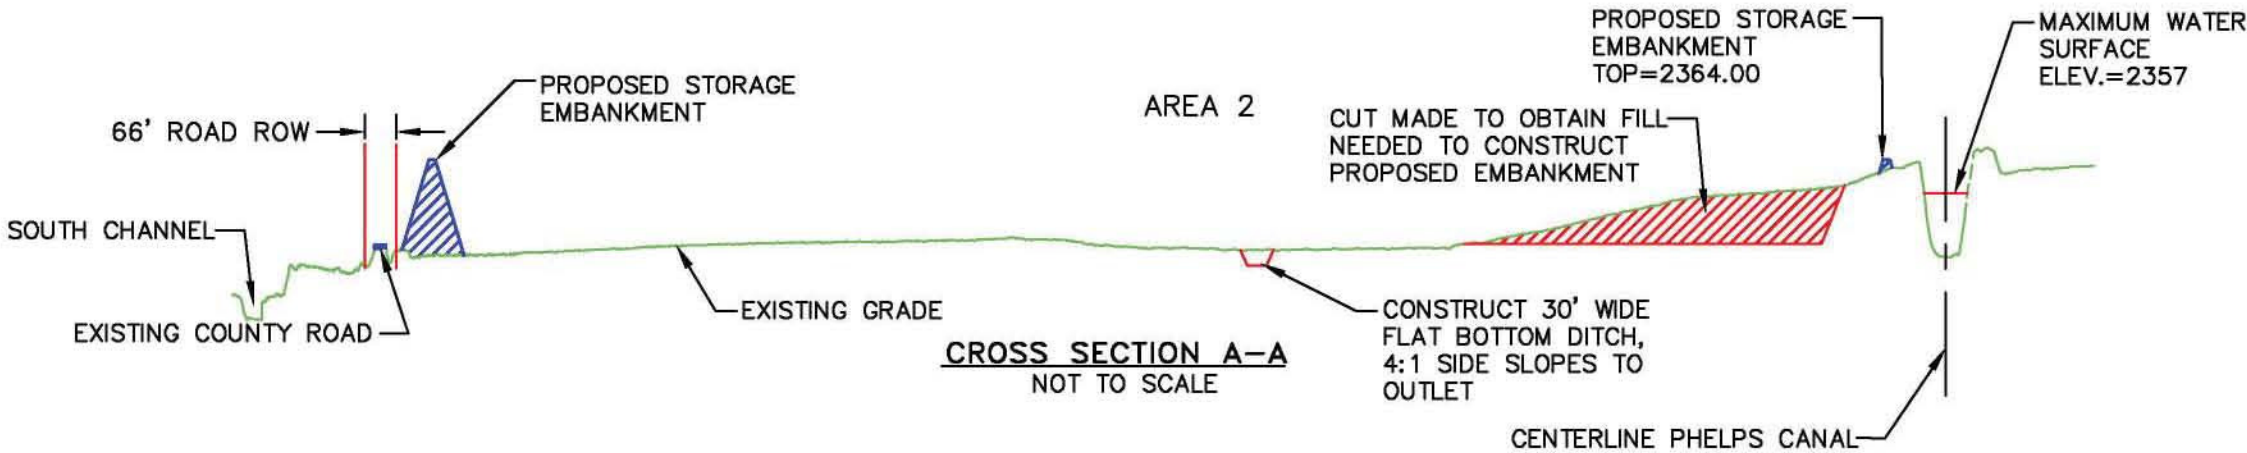 PROPOSED STORAGE
EMBANKMENT
TOP=2364.00
MAXIMUM WATER
SURFACE
ELEV.=2357
PROPOSED STORAGE
EMBANKMENT
AREA 2
66' ROAD ROW
CUT MADE TO OBTAIN FILL
NEEDED TO CONSTRUCT
PROPOSED EMBANKMENT
SOUTH CHANNEL
EXISTING COUNTY ROAD
EXISTING GRADE
CONSTRUCT 30' WIDE
FLAT BOTTOM DITCH,
4:1 SIDE SLOPES TO
OUTLET
CROSS SECTION A-A
NOT TO SCALE
CENTERLINE PHELPS CANAL